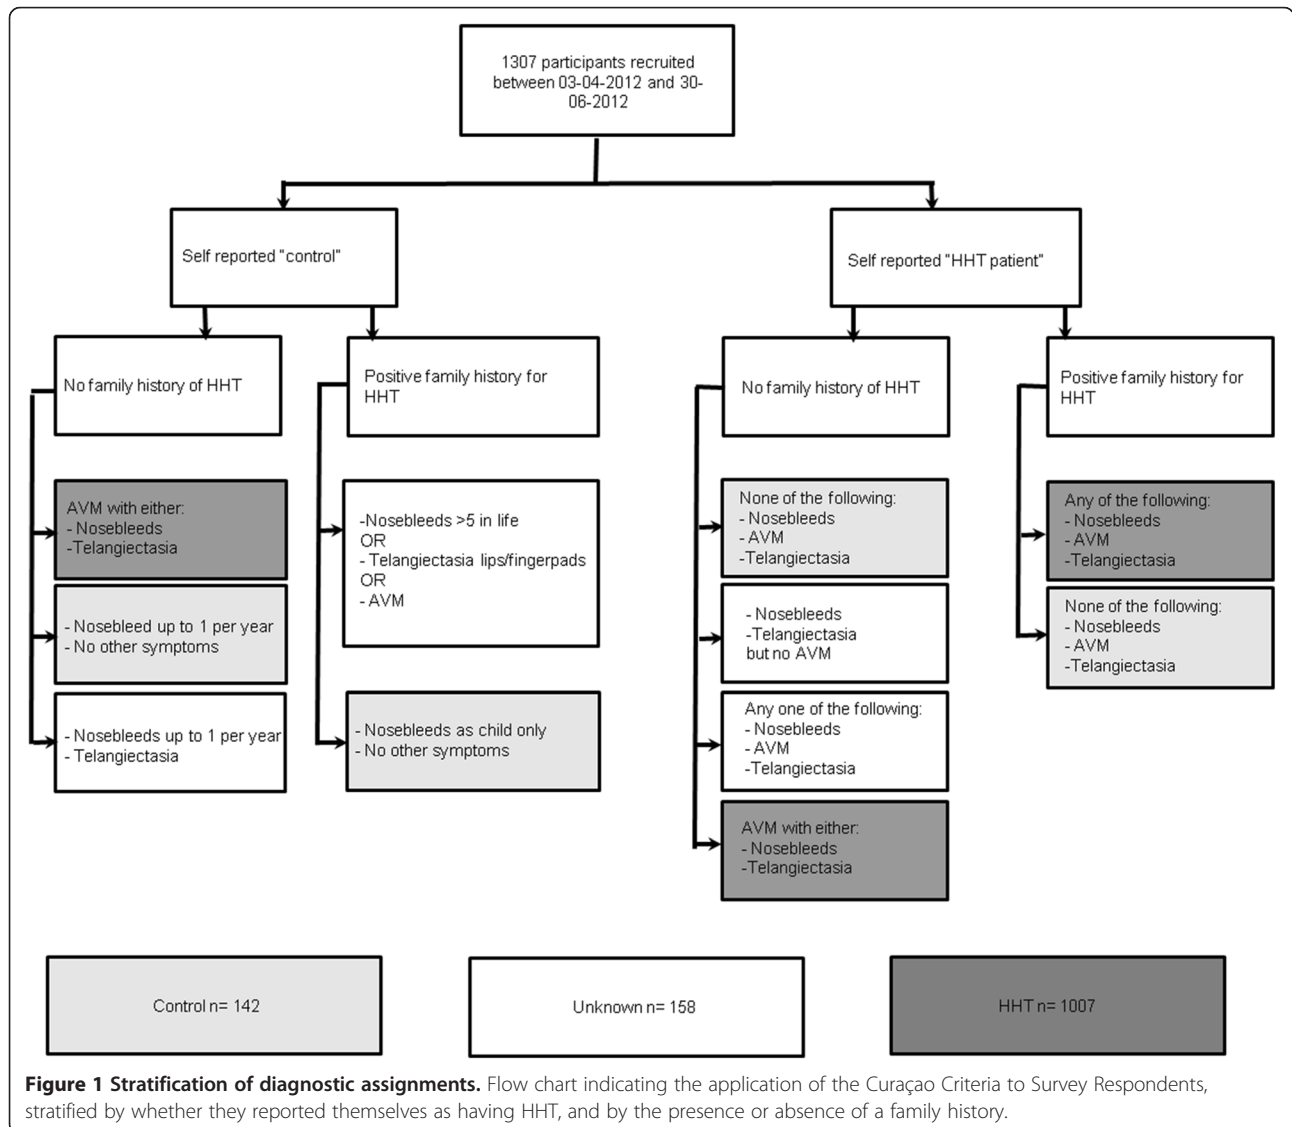 1307 participants recruited
between 03-04-2012 and 30-
06-2012
Self reported "control"
Self reported "HHT patient"
No family history of HHT
Positive family history for
HHT
No family history of HHT
Positive family history for
HHT
AVM with either:
- Nosebleeds
-Telangiectasia
- Nosebleed up to 1 per year
- No other symptoms
- Nosebleeds up to 1 per year
- Telangiectasia
-Nosebleeds >5 in life
OR
- Telangiectasia lips/fingerpads
OR
- AVM
- Nosebleeds as child only
- No other symptoms
None of the following:
- Nosebleeds
- AVM
-Telangiectasia
- Nosebleeds
-Telangiectasia
but no AVM
Any one of the following:
- Nosebleeds
- AVM
-Telangiectasia
AVM with either:
- Nosebleeds
-Telangiectasia
Any of the following:
- Nosebleeds
- AVM
-Telangiectasia
None of the following:
- Nosebleeds
- AVM
-Telangiectasia
Control n= 142
Unknown n= 158
HHT n= 1007
Figure 1 Stratification of diagnostic assignments. Flow chart indicating the application of the Curaçao Criteria to Survey Respondents,
stratified by whether they reported themselves as having HHT, and by the presence or absence of a family history.